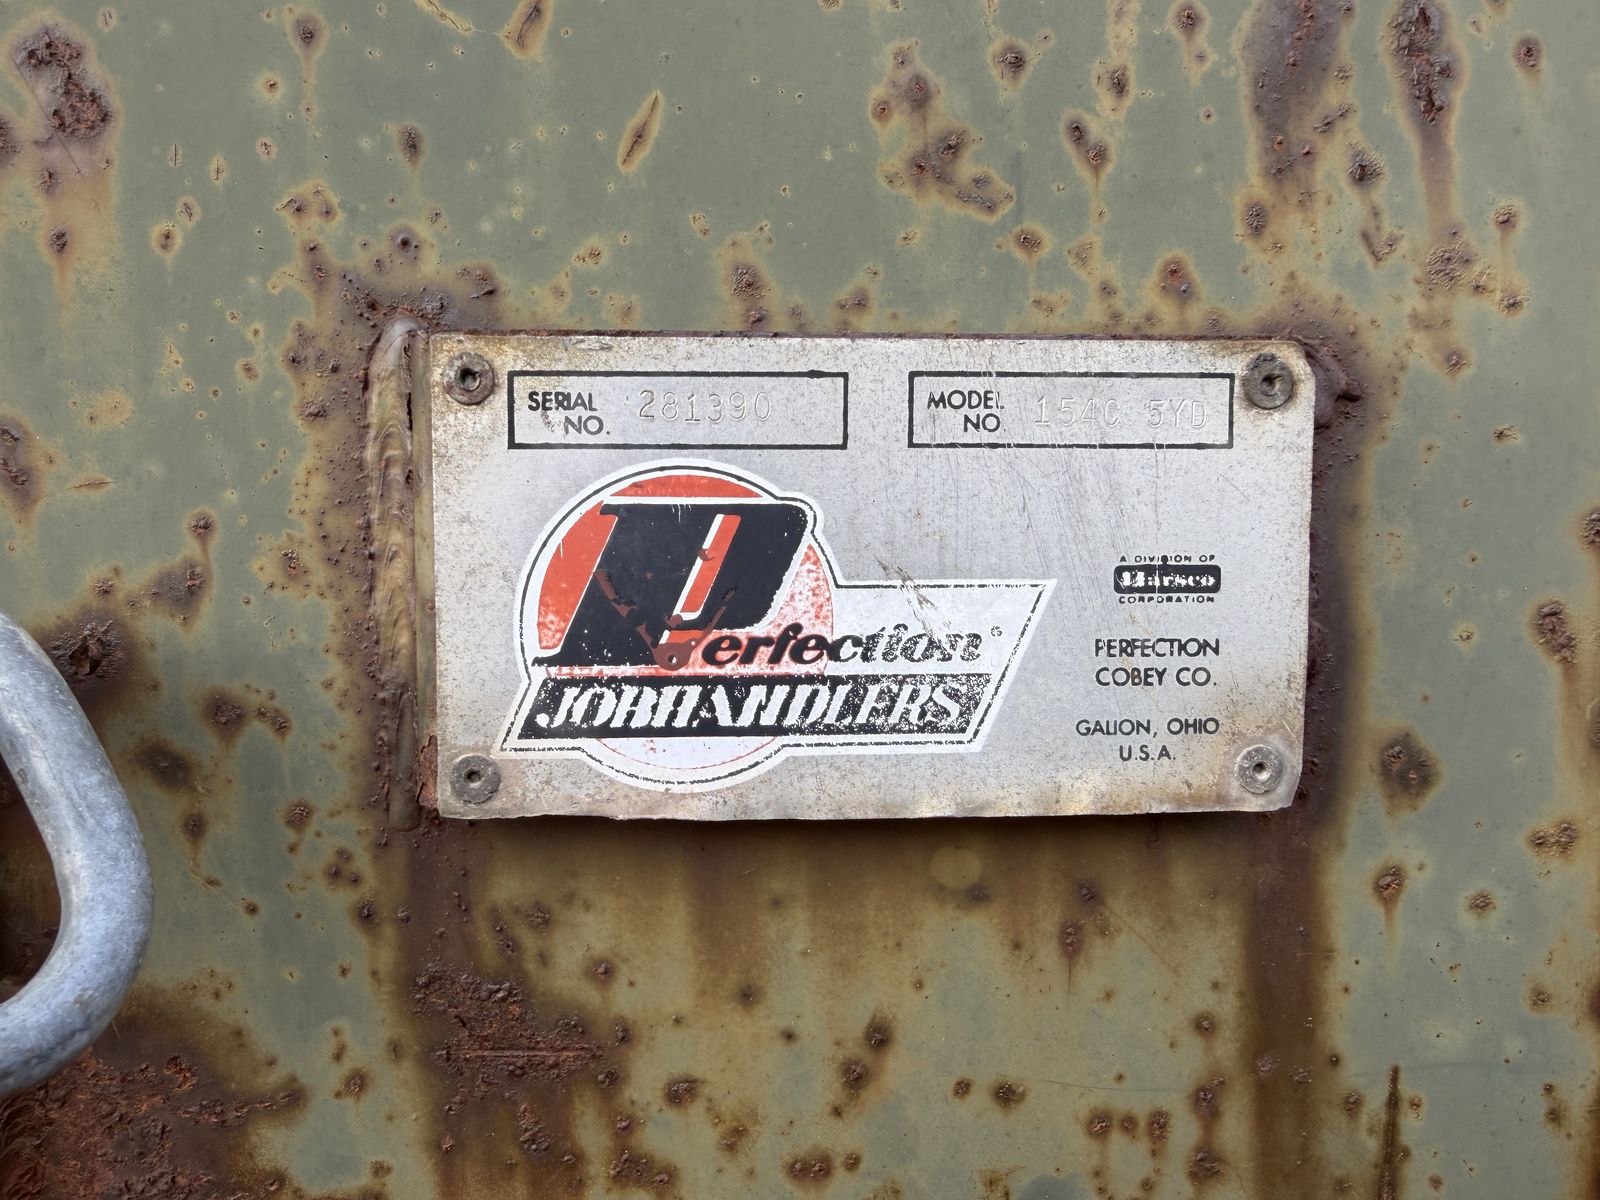 SERIAL NO. 281390
MODEL NO. 154C 5YD
Perfection®
JOBHANDLERS
A DIVISION OF
Harsco
CORPORATION
PERFECTION
COBEY CO.
GALION, OHIO
U.S.A.